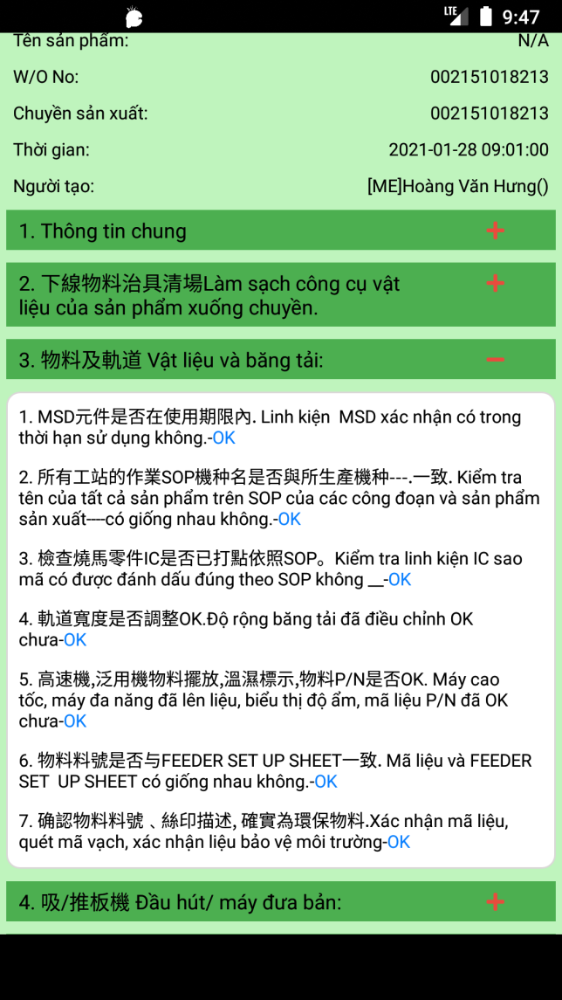 LTE 9:47
Tên sản phẩm: N/A
W/O No: 002151018213
Chuyền sản xuất: 002151018213
Thời gian: 2021-01-28 09:01:00
Người tạo: [ME]Hoàng Văn Hưng()
1. Thông tin chung +
2. 下線物料治具清場Làm sạch công cụ vật +
liệu của sản phẩm xuống chuyền.
3. 物料及軌道 Vật liệu và băng tải: −
1. MSD元件是否在使用期限內. Linh kiện  MSD xác nhận có trong
thời hạn sử dụng không.-OK
2. 所有工站的作業SOP機种名是否與所生產機种---.一致. Kiểm tra
tên của tất cả sản phẩm trên SOP của các công đoạn và sản phẩm
sản xuất----có giống nhau không.-OK
3. 檢查燒馬零件IC是否已打點依照SOP。Kiểm tra linh kiện IC sao
mã có được đánh dấu đúng theo SOP không __-OK
4. 軌道寬度是否調整OK.Độ rộng băng tải đã điều chỉnh OK
chưa-OK
5. 高速機,泛用機物料擺放,溫濕標示,物料P/N是否OK. Máy cao
tốc, máy đa năng đã lên liệu, biểu thị độ ẩm, mã liệu P/N đã OK
chưa-OK
6. 物料料號是否与FEEDER SET UP SHEET一致. Mã liệu và FEEDER
SET  UP SHEET có giống nhau không.-OK
7. 确認物料料號﹑絲印描述, 確實為環保物料.Xác nhận mã liệu,
quét mã vạch, xác nhận liệu bảo vệ môi trường-OK
4. 吸/推板機 Đầu hút/ máy đưa bản: +